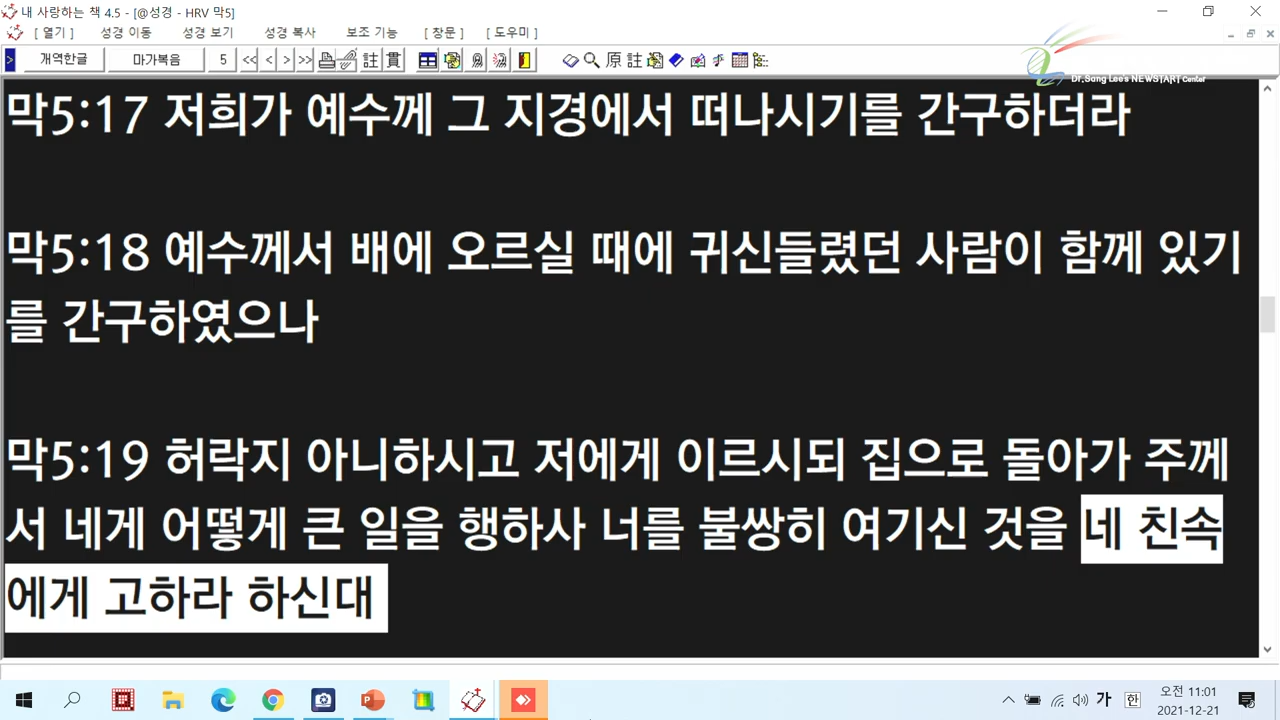 내 사랑하는 책 4.5 - [@성경 - HRV 막5]
[ 열기 ] 성경 이동 성경 보기 성경 복사 보조 기능 [ 창문 ] [ 도우미 ]
개역한글 마가복음 5 << < > >> 註 貫 原 註
Dr.Sang Lee's NEWSTART Center
막5:17 저희가 예수께 그 지경에서 떠나시기를 간구하더라
막5:18 예수께서 배에 오르실 때에 귀신들렸던 사람이 함께 있기
를 간구하였으나
막5:19 허락지 아니하시고 저에게 이르시되 집으로 돌아가 주께
서 네게 어떻게 큰 일을 행하사 너를 불쌍히 여기신 것을 네 친속
에게 고하라 하신대
가 한 오전 11:01
2021-12-21